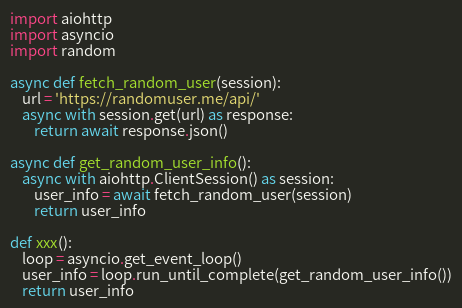 import aiohttp
import asyncio
import random
async def fetch_random_user(session):
url = 'https://randomuser.me/api/'
async with session.get(url) as response:
return await response.json()
async def get_random_user_info():
async with aiohttp.ClientSession() as session:
user_info = await fetch_random_user(session)
return user_info
def xxx():
loop = asyncio.get_event_loop()
user_info = loop.run_until_complete(get_random_user_info())
return user_info